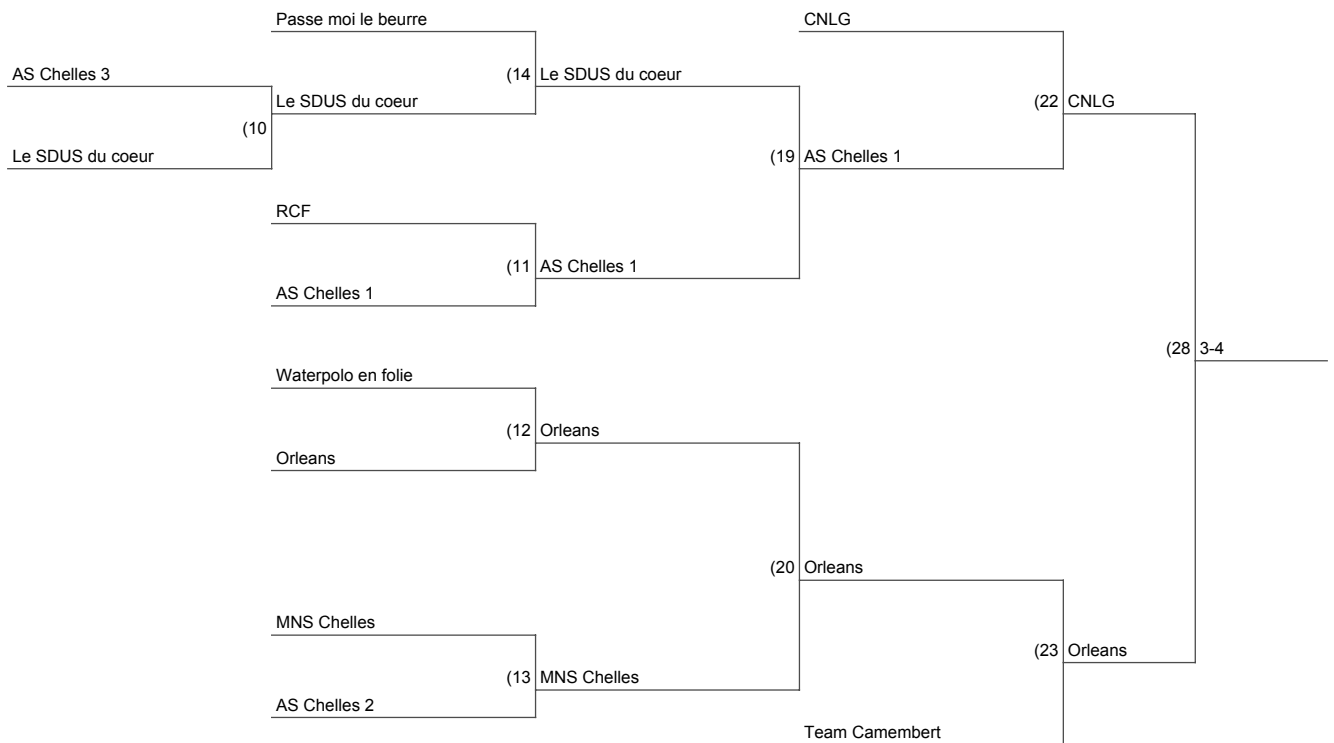 Passe moi le beurre
CNLG
AS Chelles 3
(14 Le SDUS du coeur
Le SDUS du coeur
(22 CNLG
(10
Le SDUS du coeur
(19 AS Chelles 1
RCF
(11 AS Chelles 1
AS Chelles 1
(28 3-4
Waterpolo en folie
(12 Orleans
Orleans
(20 Orleans
MNS Chelles
(23 Orleans
(13 MNS Chelles
AS Chelles 2
Team Camembert